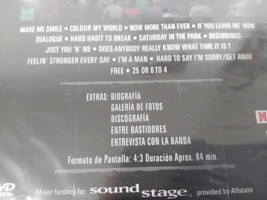 MAKE ME SMILE • COLOUR MY WORLD • NOW MORE THAN EVER • IF YOU LEAVE ME NOW
DIALOGUE • HARD HABIT TO BREAK • SATURDAY IN THE PARK • BEGINNINGS
JUST YOU 'N' ME • DOES ANYBODY REALLY KNOW WHAT TIME IT IS ?
FEELIN' STRONGER EVERY DAY • I'M A MAN • HARD TO SAY I'M SORRY/GET AWAY
FREE • 25 OR 6 TO 4
EXTRAS: BIOGRAFÍA
GALERÍA DE FOTOS
DISCOGRAFÍA
ENTRE BASTIDORES
ENTREVISTA CON LA BANDA
Formato de Pantalla: 4:3 Duración Aprox. 84 min.
Major funding for sound stage. provided by Allstate